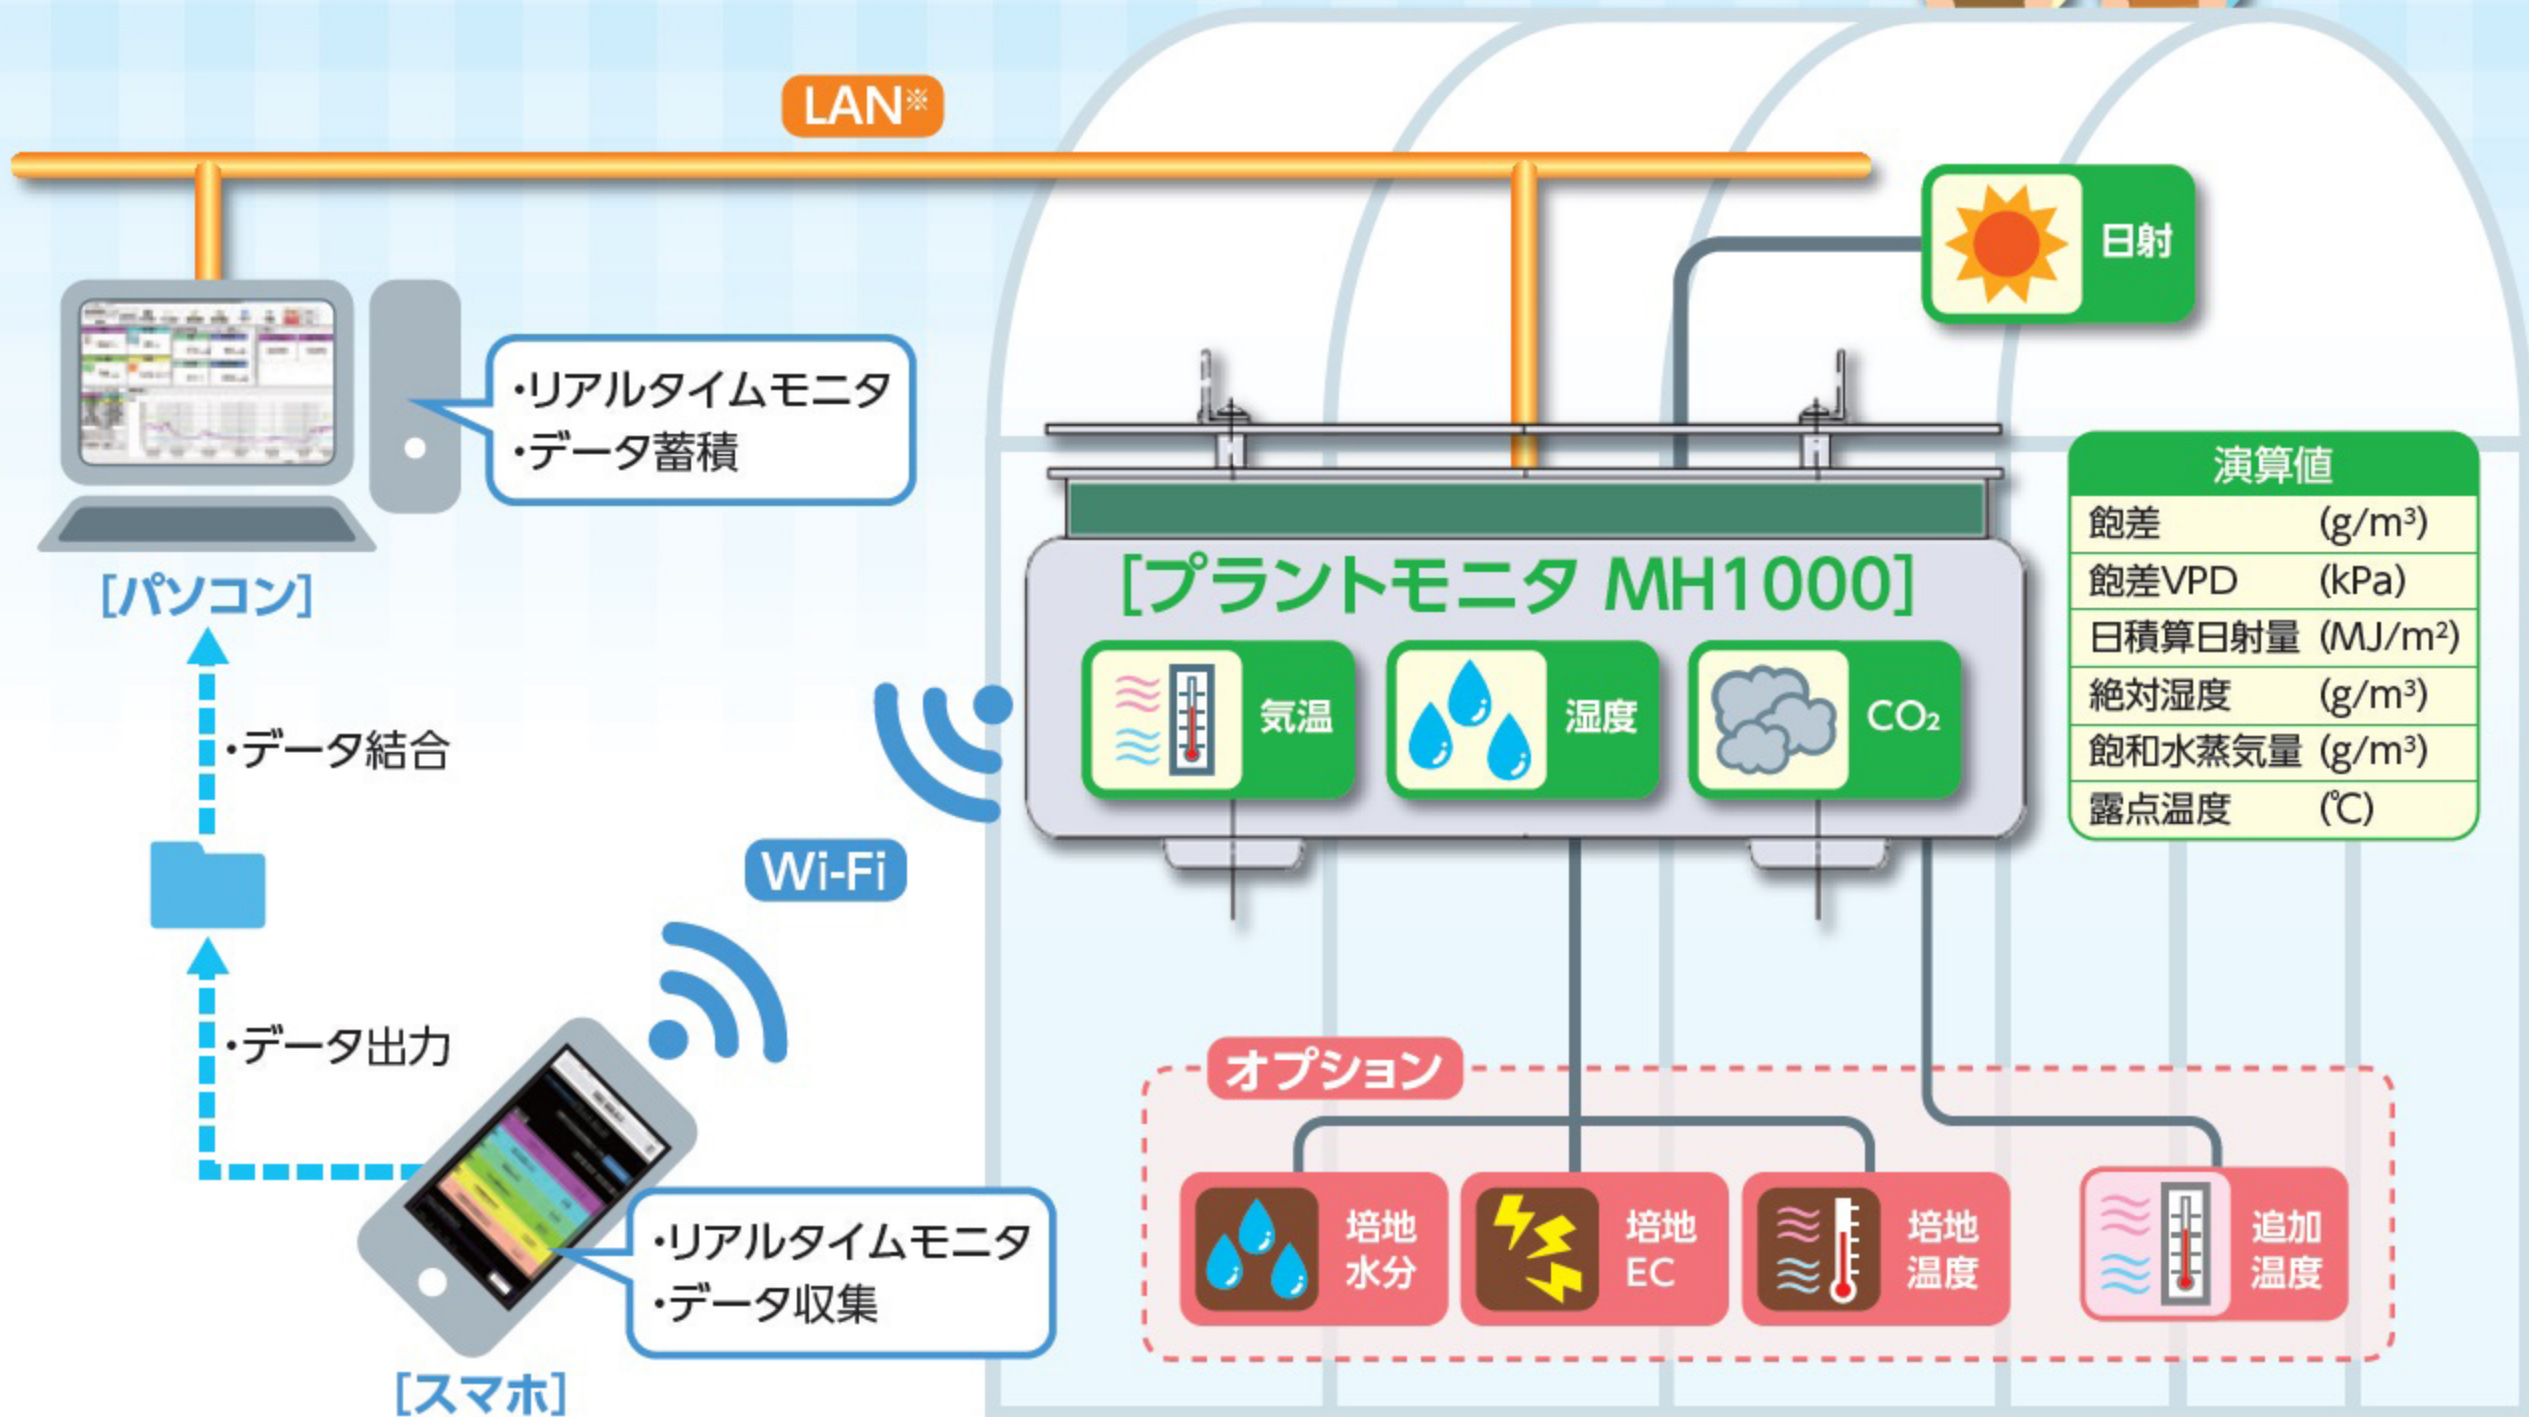 LAN※
日射
・リアルタイムモニタ
・データ蓄積
[パソコン]
[プラントモニタ MH1000]
気温
湿度
CO₂
演算値
飽差 (g/m³)
飽差VPD (kPa)
日積算日射量 (MJ/m²)
絶対湿度 (g/m³)
飽和水蒸気量 (g/m³)
露点温度 (℃)
・データ結合
Wi-Fi
・データ出力
・リアルタイムモニタ
・データ収集
[スマホ]
オプション
培地
水分
培地
EC
培地
温度
追加
温度